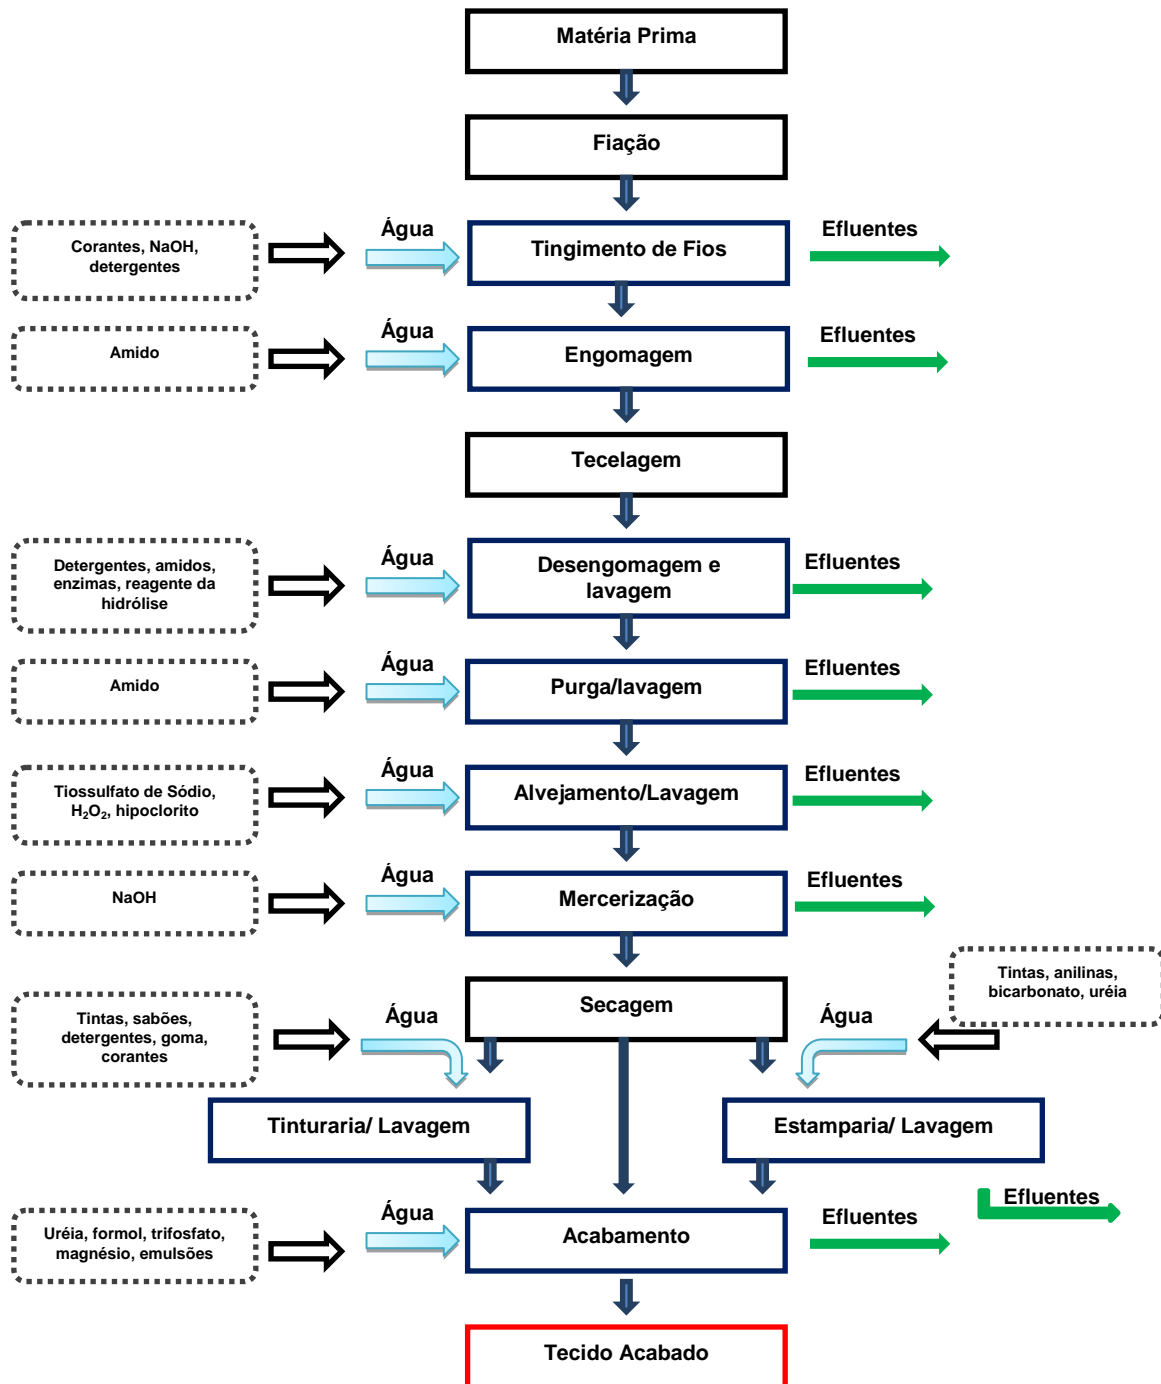 Matéria Prima
Fiação
Corantes, NaOH,
detergentes
Água
Tingimento de Fios
Efluentes
Amido
Água
Engomagem
Efluentes
Tecelagem
Detergentes, amidos,
enzimas, reagente da
hidrólise
Água
Desengomagem e
lavagem
Efluentes
Amido
Água
Purga/lavagem
Efluentes
Tiossulfato de Sódio,
H₂O₂, hipoclorito
Água
Alvejamento/Lavagem
Efluentes
NaOH
Água
Mercerização
Efluentes
Tintas, sabões,
detergentes, goma,
corantes
Água
Secagem
Água
Tintas, anilinas,
bicarbonato, uréia
Tinturaria/ Lavagem
Estamparia/ Lavagem
Efluentes
Uréia, formol, trifosfato,
magnésio, emulsões
Água
Acabamento
Efluentes
Tecido Acabado